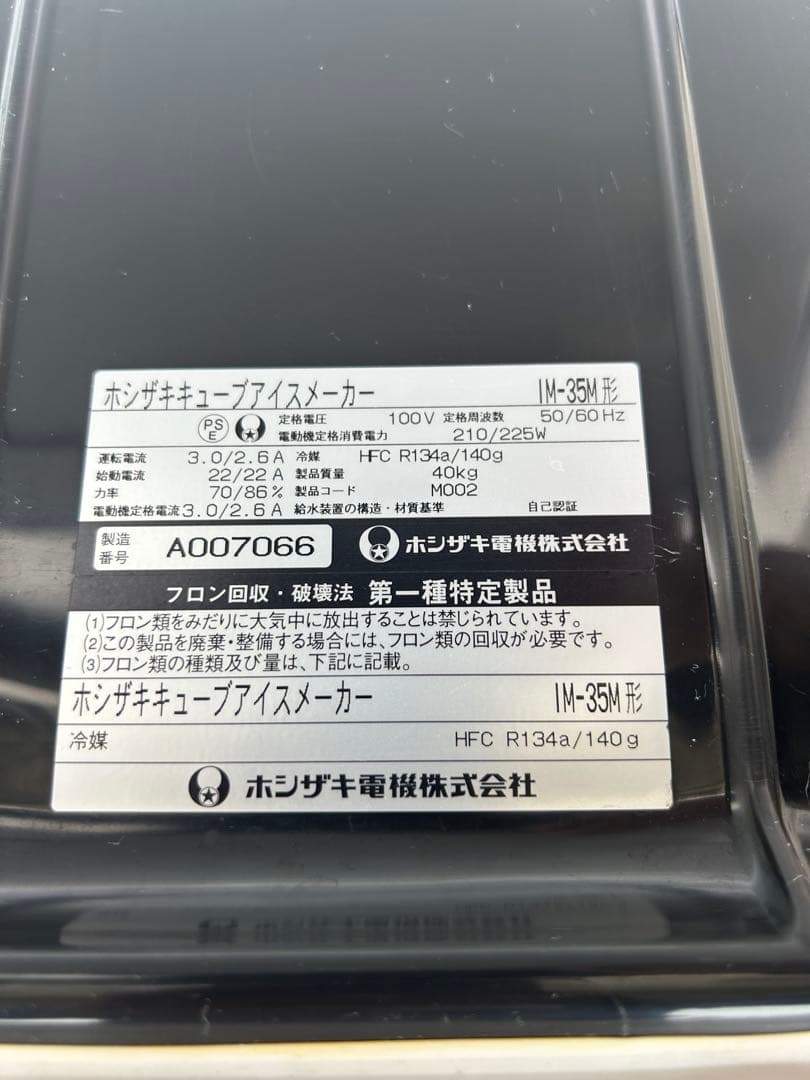 ホシザキキューブアイスメーカー IM-35M形
PSE 定格電圧 100V 定格周波数 50/60Hz
電動機定格消費電力 210/225W
運転電流 3.0/2.6A 冷媒 HFC R134a/140g
始動電流 22/22A 製品質量 40kg
力率 70/86% 製品コード M002
電動機定格電流 3.0/2.6A 給水装置の構造・材質基準 自己認証
製造番号 A007066 ホシザキ電機株式会社
フロン回収・破壊法 第一種特定製品
(1)フロン類をみだりに大気中に放出することは禁じられています。
(2)この製品を廃棄・整備する場合には、フロン類の回収が必要です。
(3)フロン類の種類及び量は、下記に記載。
ホシザキキューブアイスメーカー IM-35M形
冷媒 HFC R134a/140g
ホシザキ電機株式会社